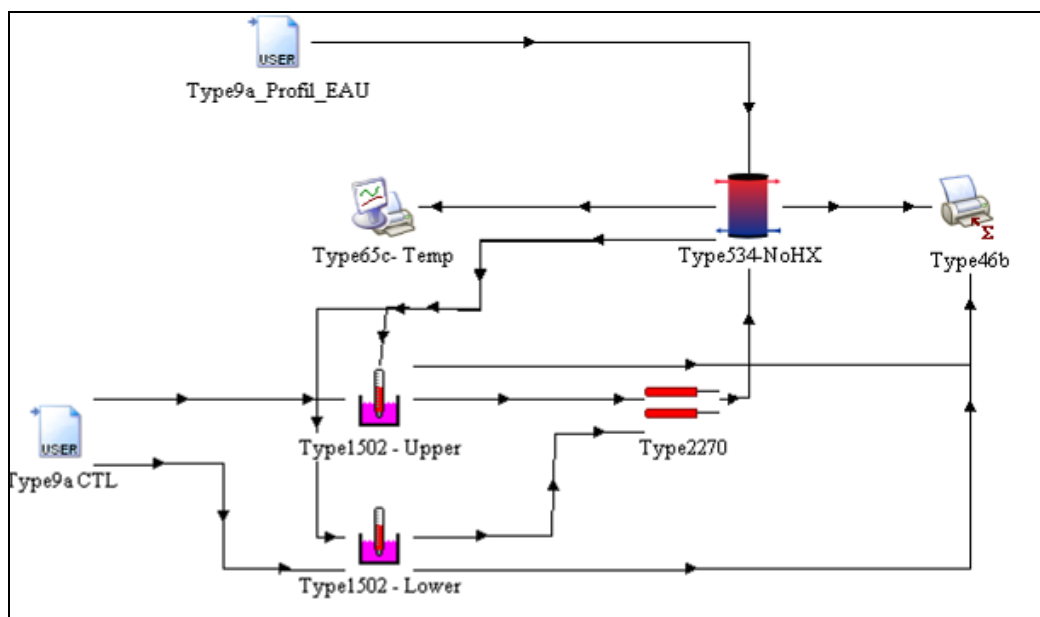 USER
Type9a_Profil_EAU
Type65c- Temp
Type534-NoHX
Σ
Type46b
Type1502 - Upper
Type2270
USER
Type9a CTL
Type1502 - Lower